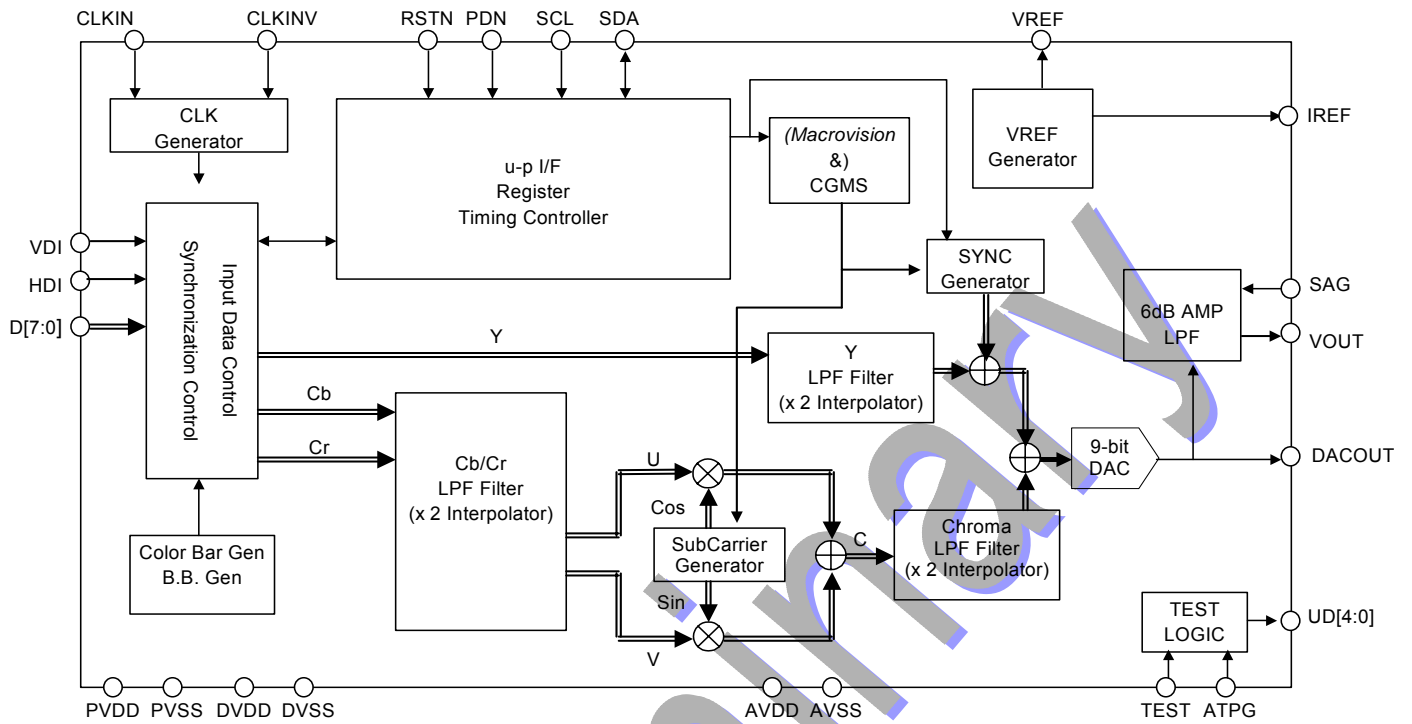 CLKIN
CLKINV
RSTN
PDN
SCL
SDA
VREF
CLK
Generator
u-p I/F
Register
Timing Controller
(Macrovision
&)
CGMS
VREF
Generator
IREF
VDI
HDI
D[7:0]
Input Data Control
Synchronization Control
SYNC
Generator
6dB AMP
LPF
SAG
VOUT
Y
Y
LPF Filter
(x 2 Interpolator)
Cb
Cr
Cb/Cr
LPF Filter
(x 2 Interpolator)
U
Cos
SubCarrier
Generator
Sin
V
C
Chroma
LPF Filter
(x 2 Interpolator)
9-bit
DAC
DACOUT
Color Bar Gen
B.B. Gen
TEST
LOGIC
UD[4:0]
PVDD
PVSS
DVDD
DVSS
AVDD
AVSS
TEST
ATPG
inary